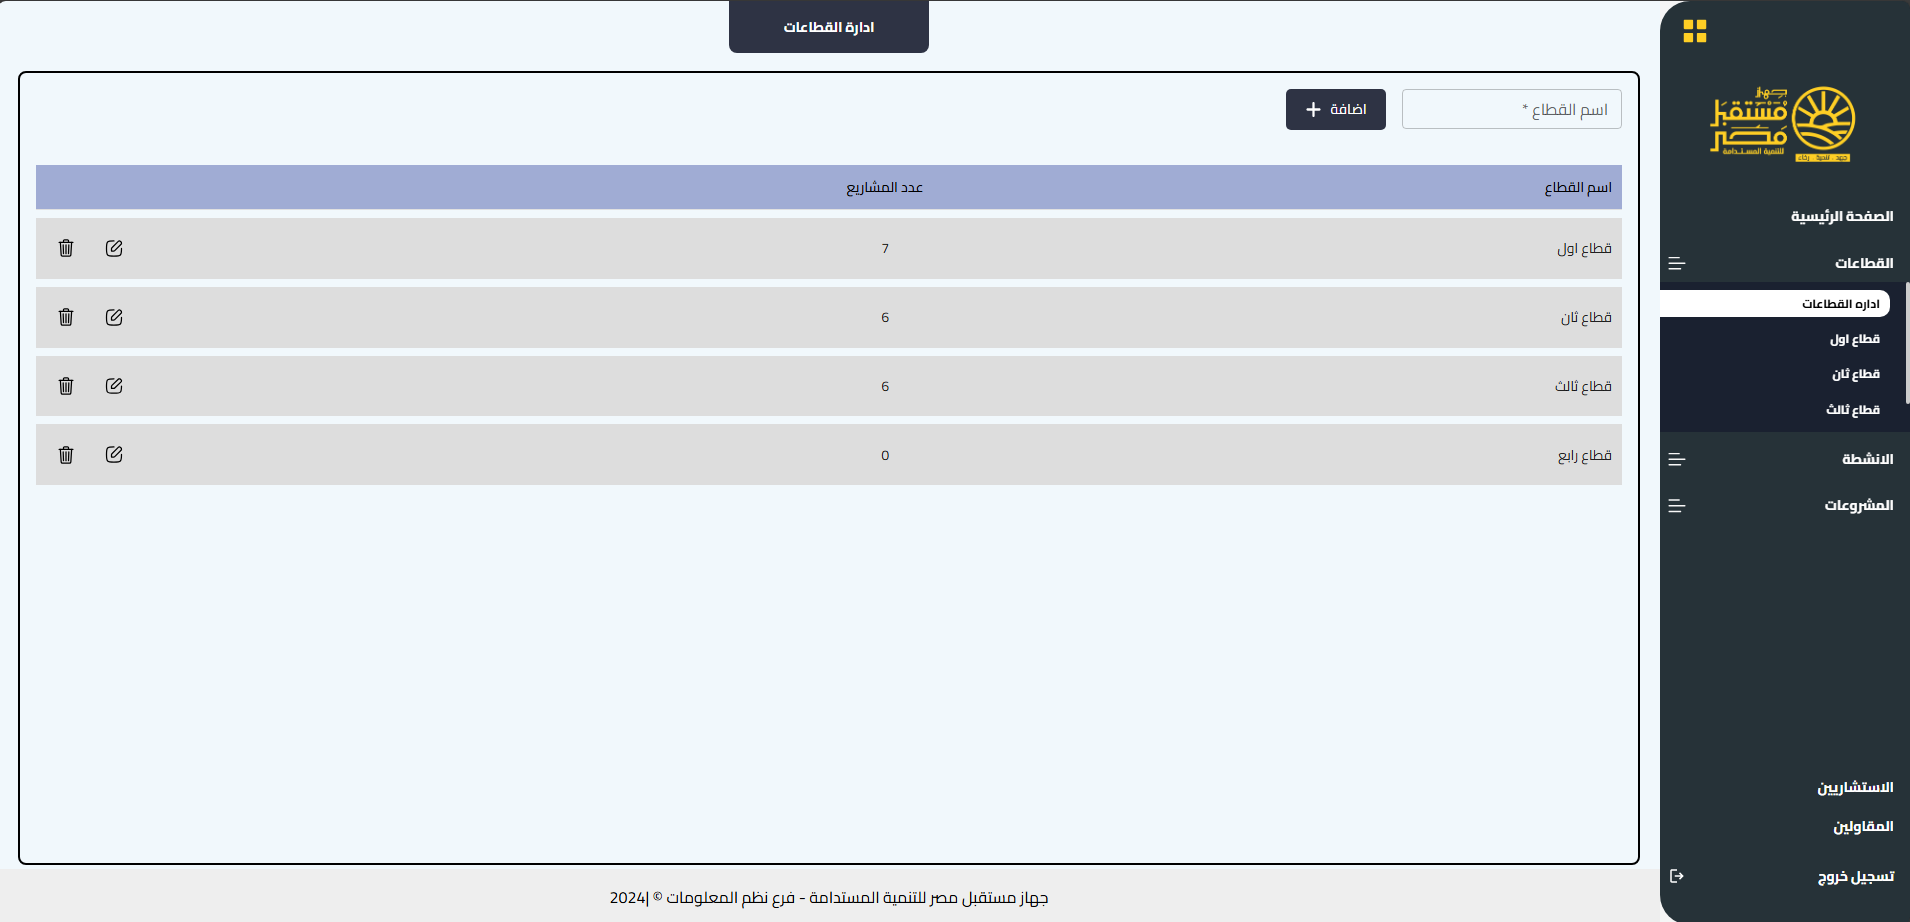 ادارة القطاعات
اسم القطاع *
اضافة
اسم القطاع عدد المشاريع
قطاع اول 7
قطاع ثان 6
قطاع ثالث 6
قطاع رابع 0
جهاز
مستقبل
مصر
للتنمية المستدامة
جهد . تنمية . رخاء
الصفحة الرئيسية
القطاعات
اداره القطاعات
قطاع اول
قطاع ثان
قطاع ثالث
الانشطة
المشروعات
الاستشاريين
المقاولين
تسجيل خروج
جهاز مستقبل مصر للتنمية المستدامة - فرع نظم المعلومات © |2024